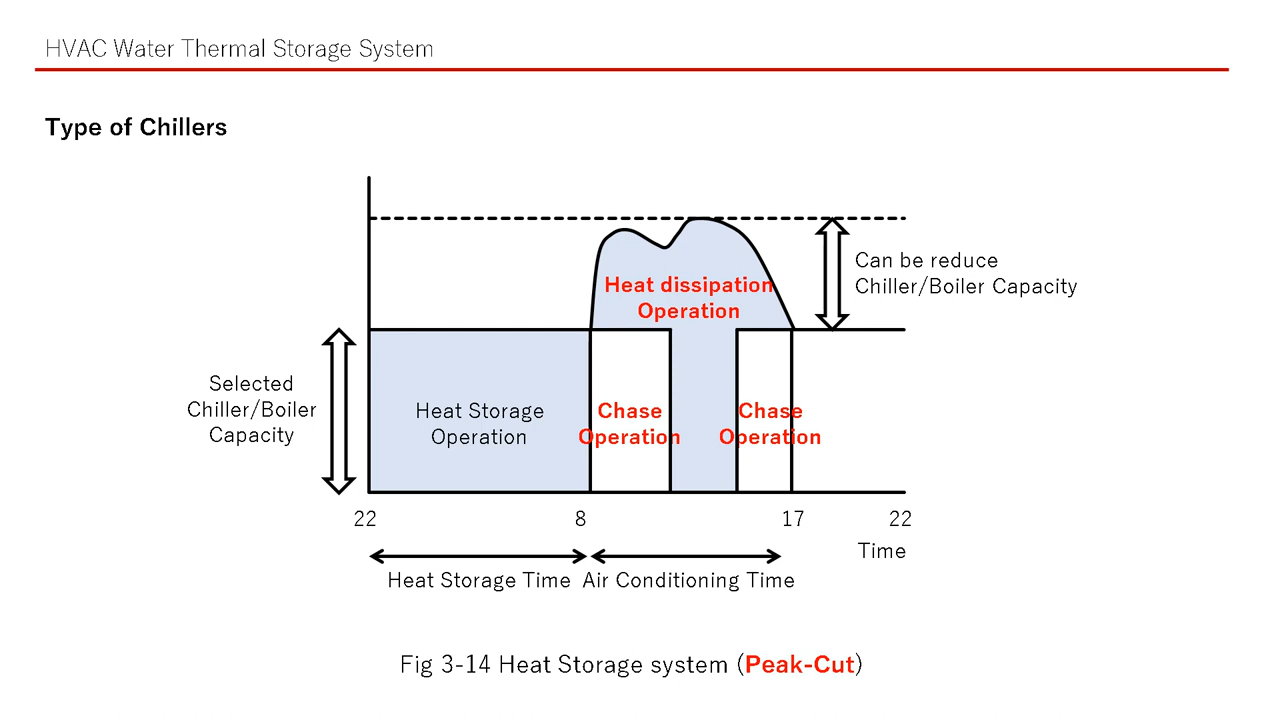 HVAC Water Thermal Storage System
Type of Chillers
Can be reduce
Chiller/Boiler Capacity
Heat dissipation
Operation
Selected
Chiller/Boiler
Capacity
Heat Storage
Operation
Chase
Operation
Chase
Operation
22
8
17
22
Time
Heat Storage Time
Air Conditioning Time
Fig 3-14 Heat Storage system (Peak-Cut)